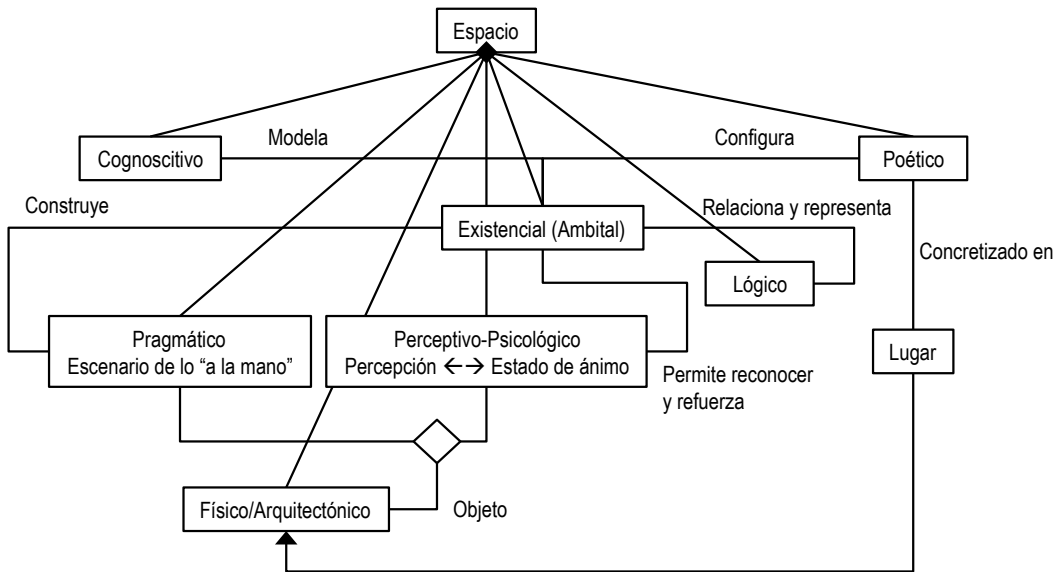 Espacio
Modela
Configura
Cognoscitivo
Poético
Construye
Relaciona y representa
Existencial (Ambital)
Concretizado en
Lógico
Pragmático
Escenario de lo “a la mano”
Perceptivo-Psicológico
Percepción ←→ Estado de ánimo
Lugar
Permite reconocer
y refuerza
Físico/Arquitectónico
Objeto